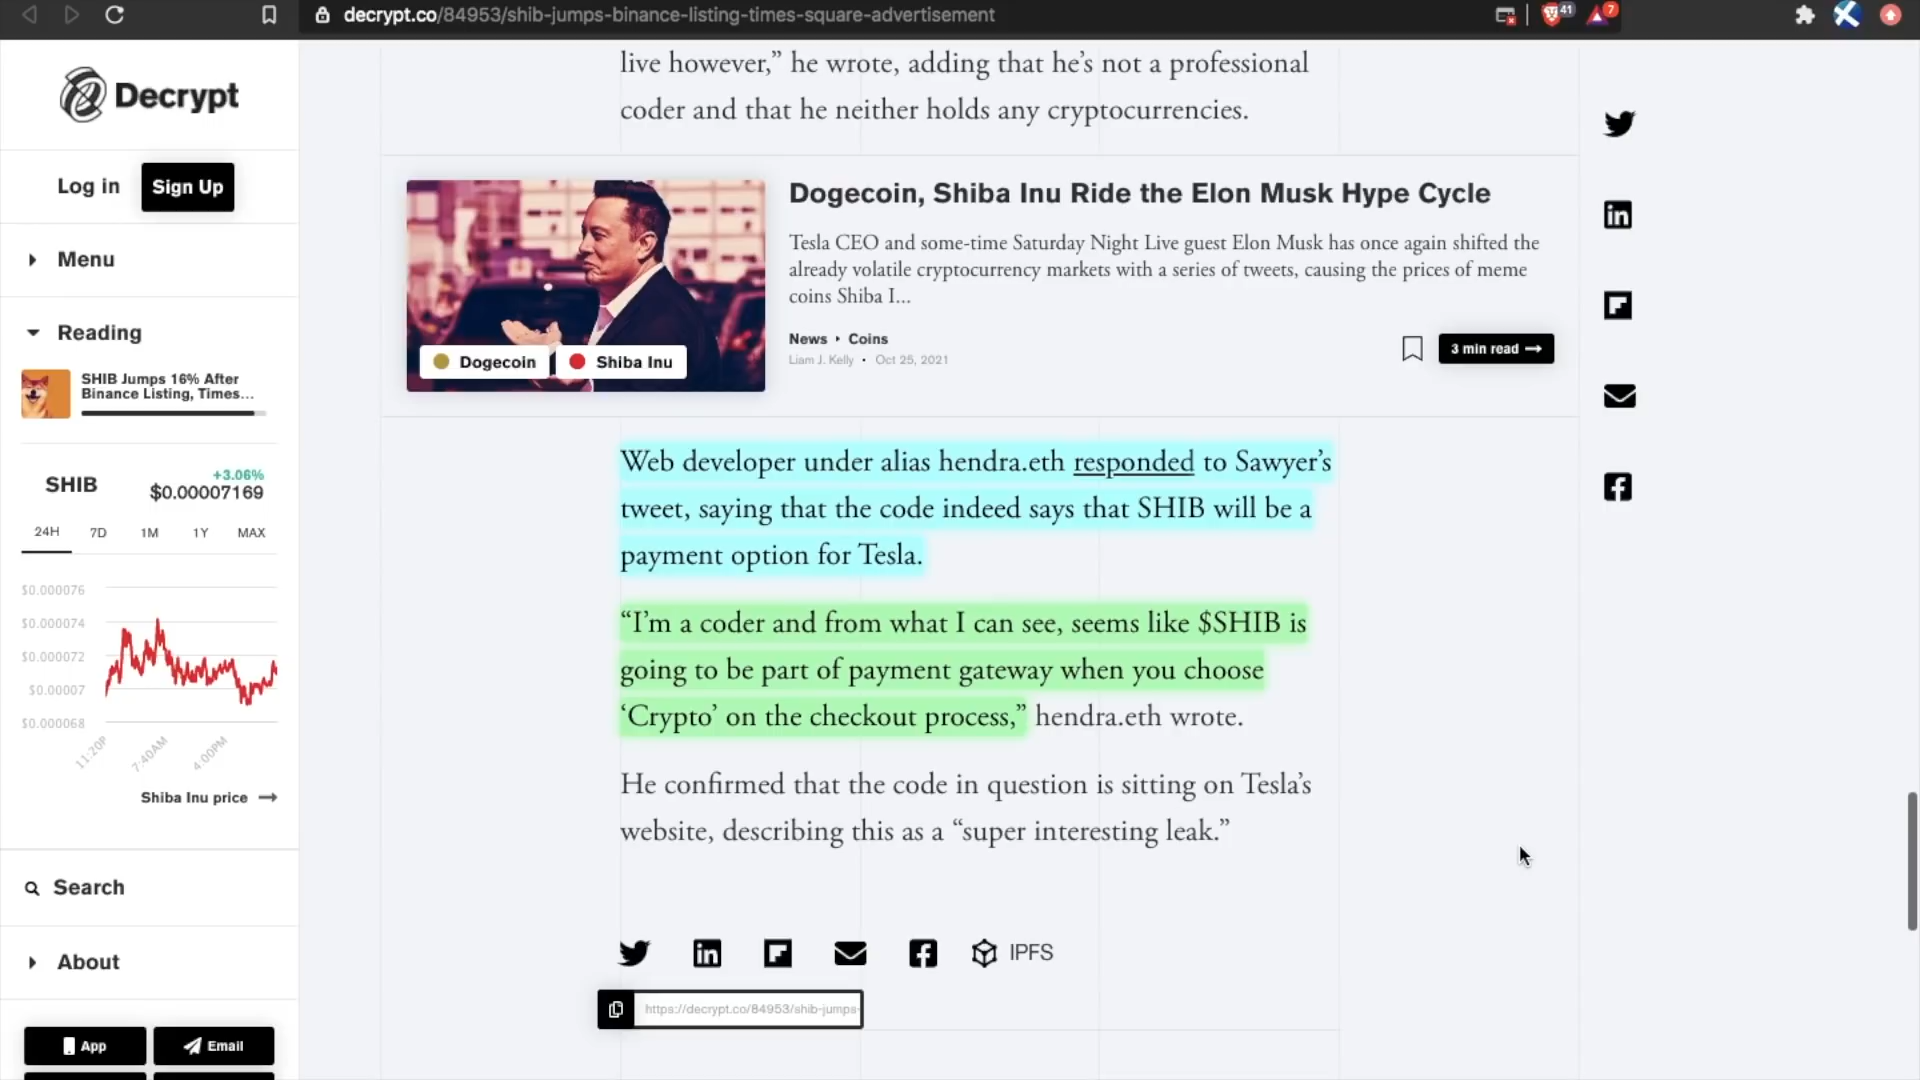 decrypt.co/84953/shib-jumps-binance-listing-times-square-advertisement
41
7
Decrypt
Log in
Sign Up
Menu
Reading
SHIB Jumps 16% After
Binance Listing, Times...
SHIB
+3.06%
$0.00007169
24H 7D 1M 1Y MAX
$0.000076
$0.000074
$0.000072
$0.00007
$0.000068
11:20P
7:40AM
4:00PM
Shiba Inu price →
Search
About
App
Email
live however,” he wrote, adding that he’s not a professional
coder and that he neither holds any cryptocurrencies.
Dogecoin
Shiba Inu
Dogecoin, Shiba Inu Ride the Elon Musk Hype Cycle
Tesla CEO and some-time Saturday Night Live guest Elon Musk has once again shifted the
already volatile cryptocurrency markets with a series of tweets, causing the prices of meme
coins Shiba I...
News ‣ Coins
Liam J. Kelly • Oct 25, 2021
3 min read →
Web developer under alias hendra.eth responded to Sawyer’s
tweet, saying that the code indeed says that SHIB will be a
payment option for Tesla.
“I’m a coder and from what I can see, seems like $SHIB is
going to be part of payment gateway when you choose
‘Crypto’ on the checkout process,” hendra.eth wrote.
He confirmed that the code in question is sitting on Tesla’s
website, describing this as a “super interesting leak.”
IPFS
https://decrypt.co/84953/shib-jumps-